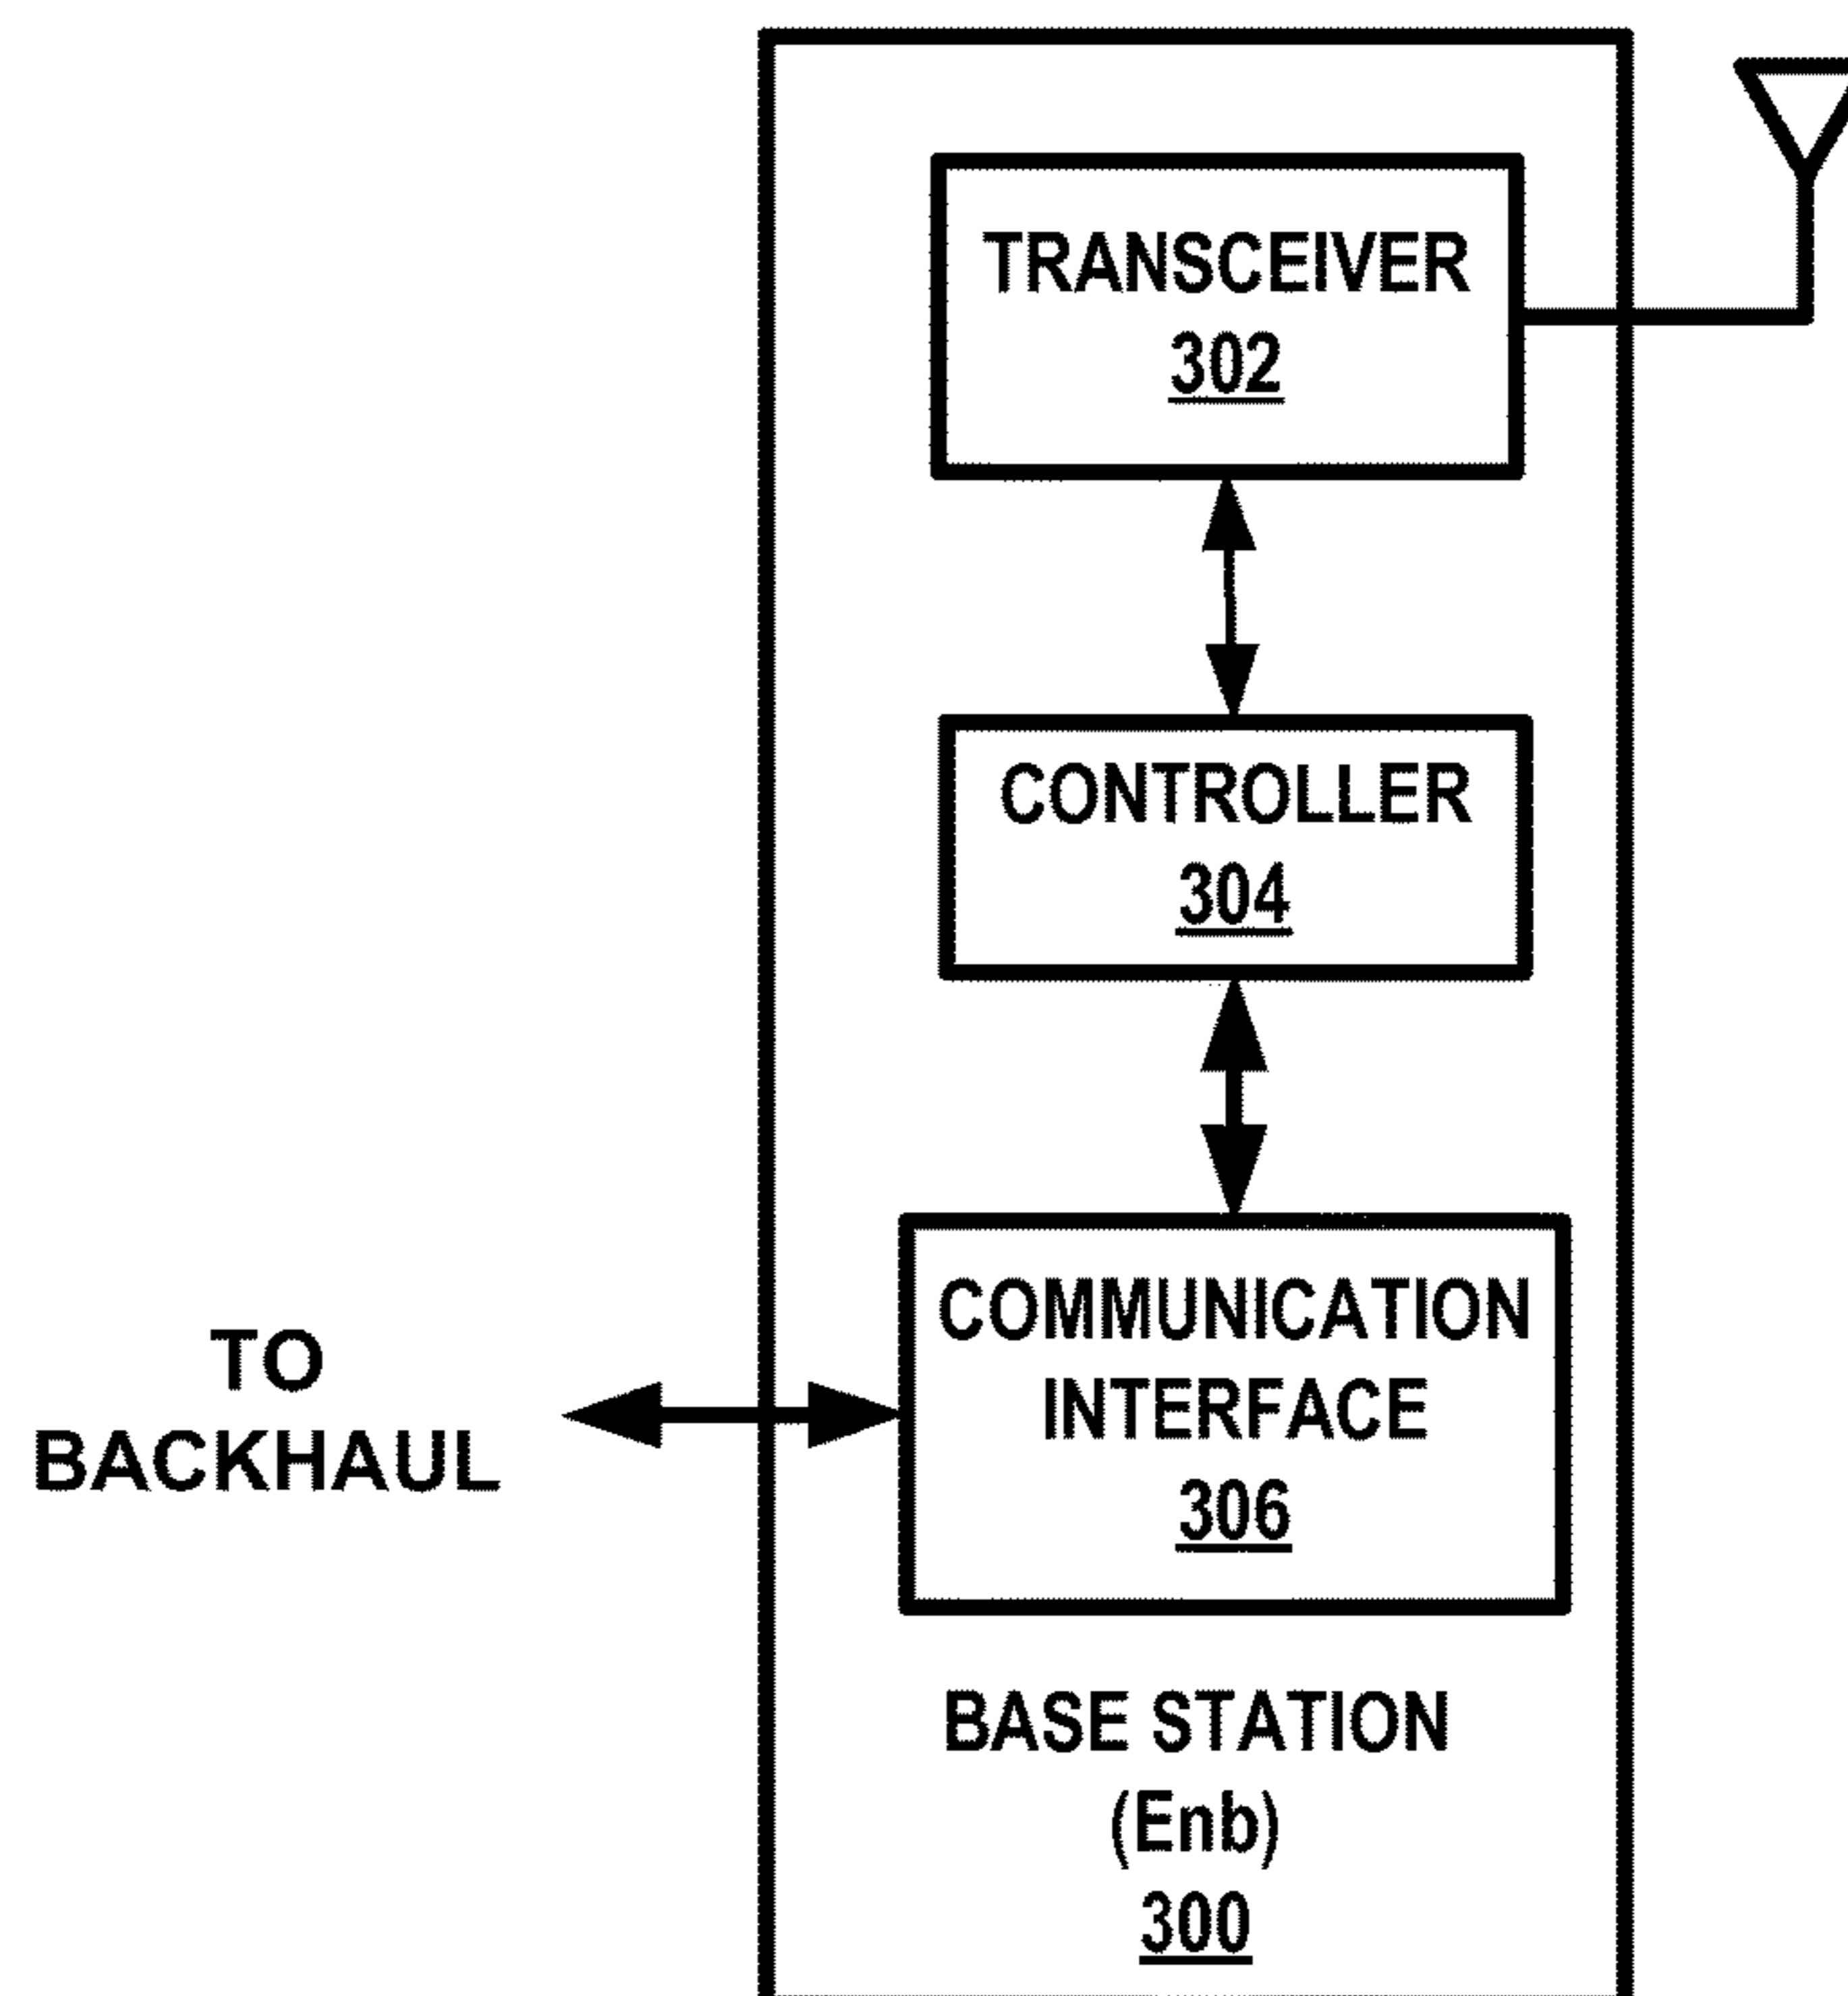 TRANSCEIVER
302
CONTROLLER
304
COMMUNICATION
INTERFACE
306
TO
BACKHAUL
BASE STATION
(Enb)
300